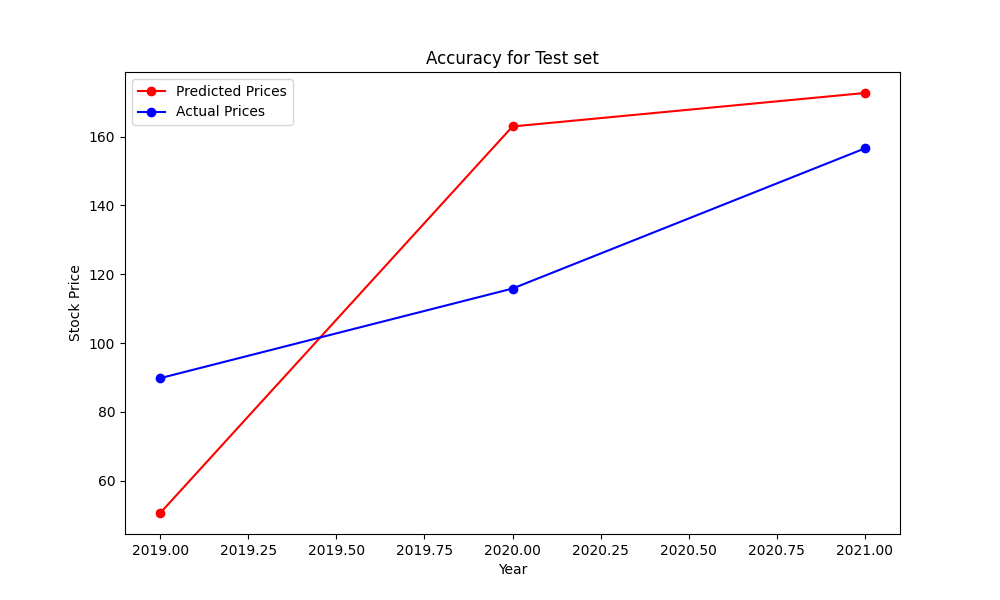 Accuracy for Test set
Predicted Prices
Actual Prices
160
140
120
100
80
60
Stock Price
2019.00 2019.25 2019.50 2019.75 2020.00 2020.25 2020.50 2020.75 2021.00
Year